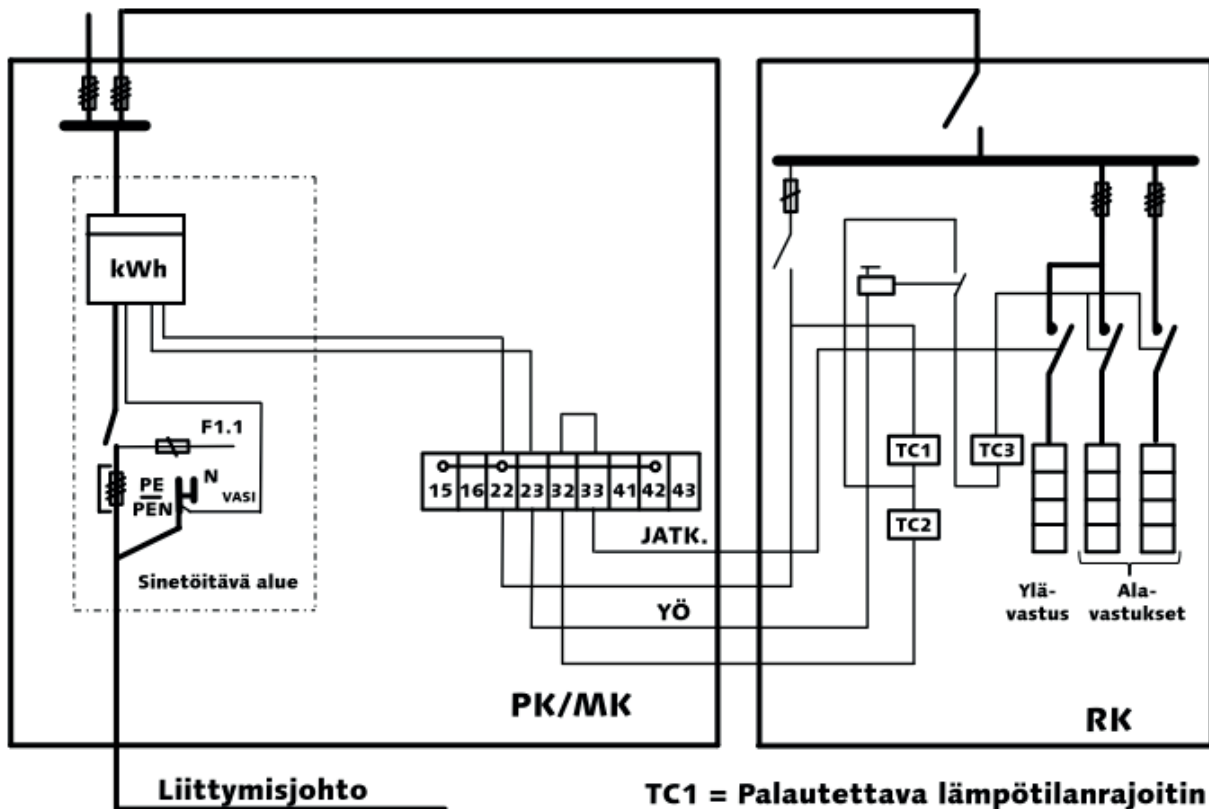 kWh
F1.1
PE
PEN
N
VASI
Sinetöitävä alue
15 16 22 23 32 33 41 42 43
JATK.
YÖ
PK/MK
TC1
TC3
TC2
Ylä-
vastus
Ala-
vastukset
RK
Liittymisjohto
TC1 = Palautettava lämpötilanrajoitin